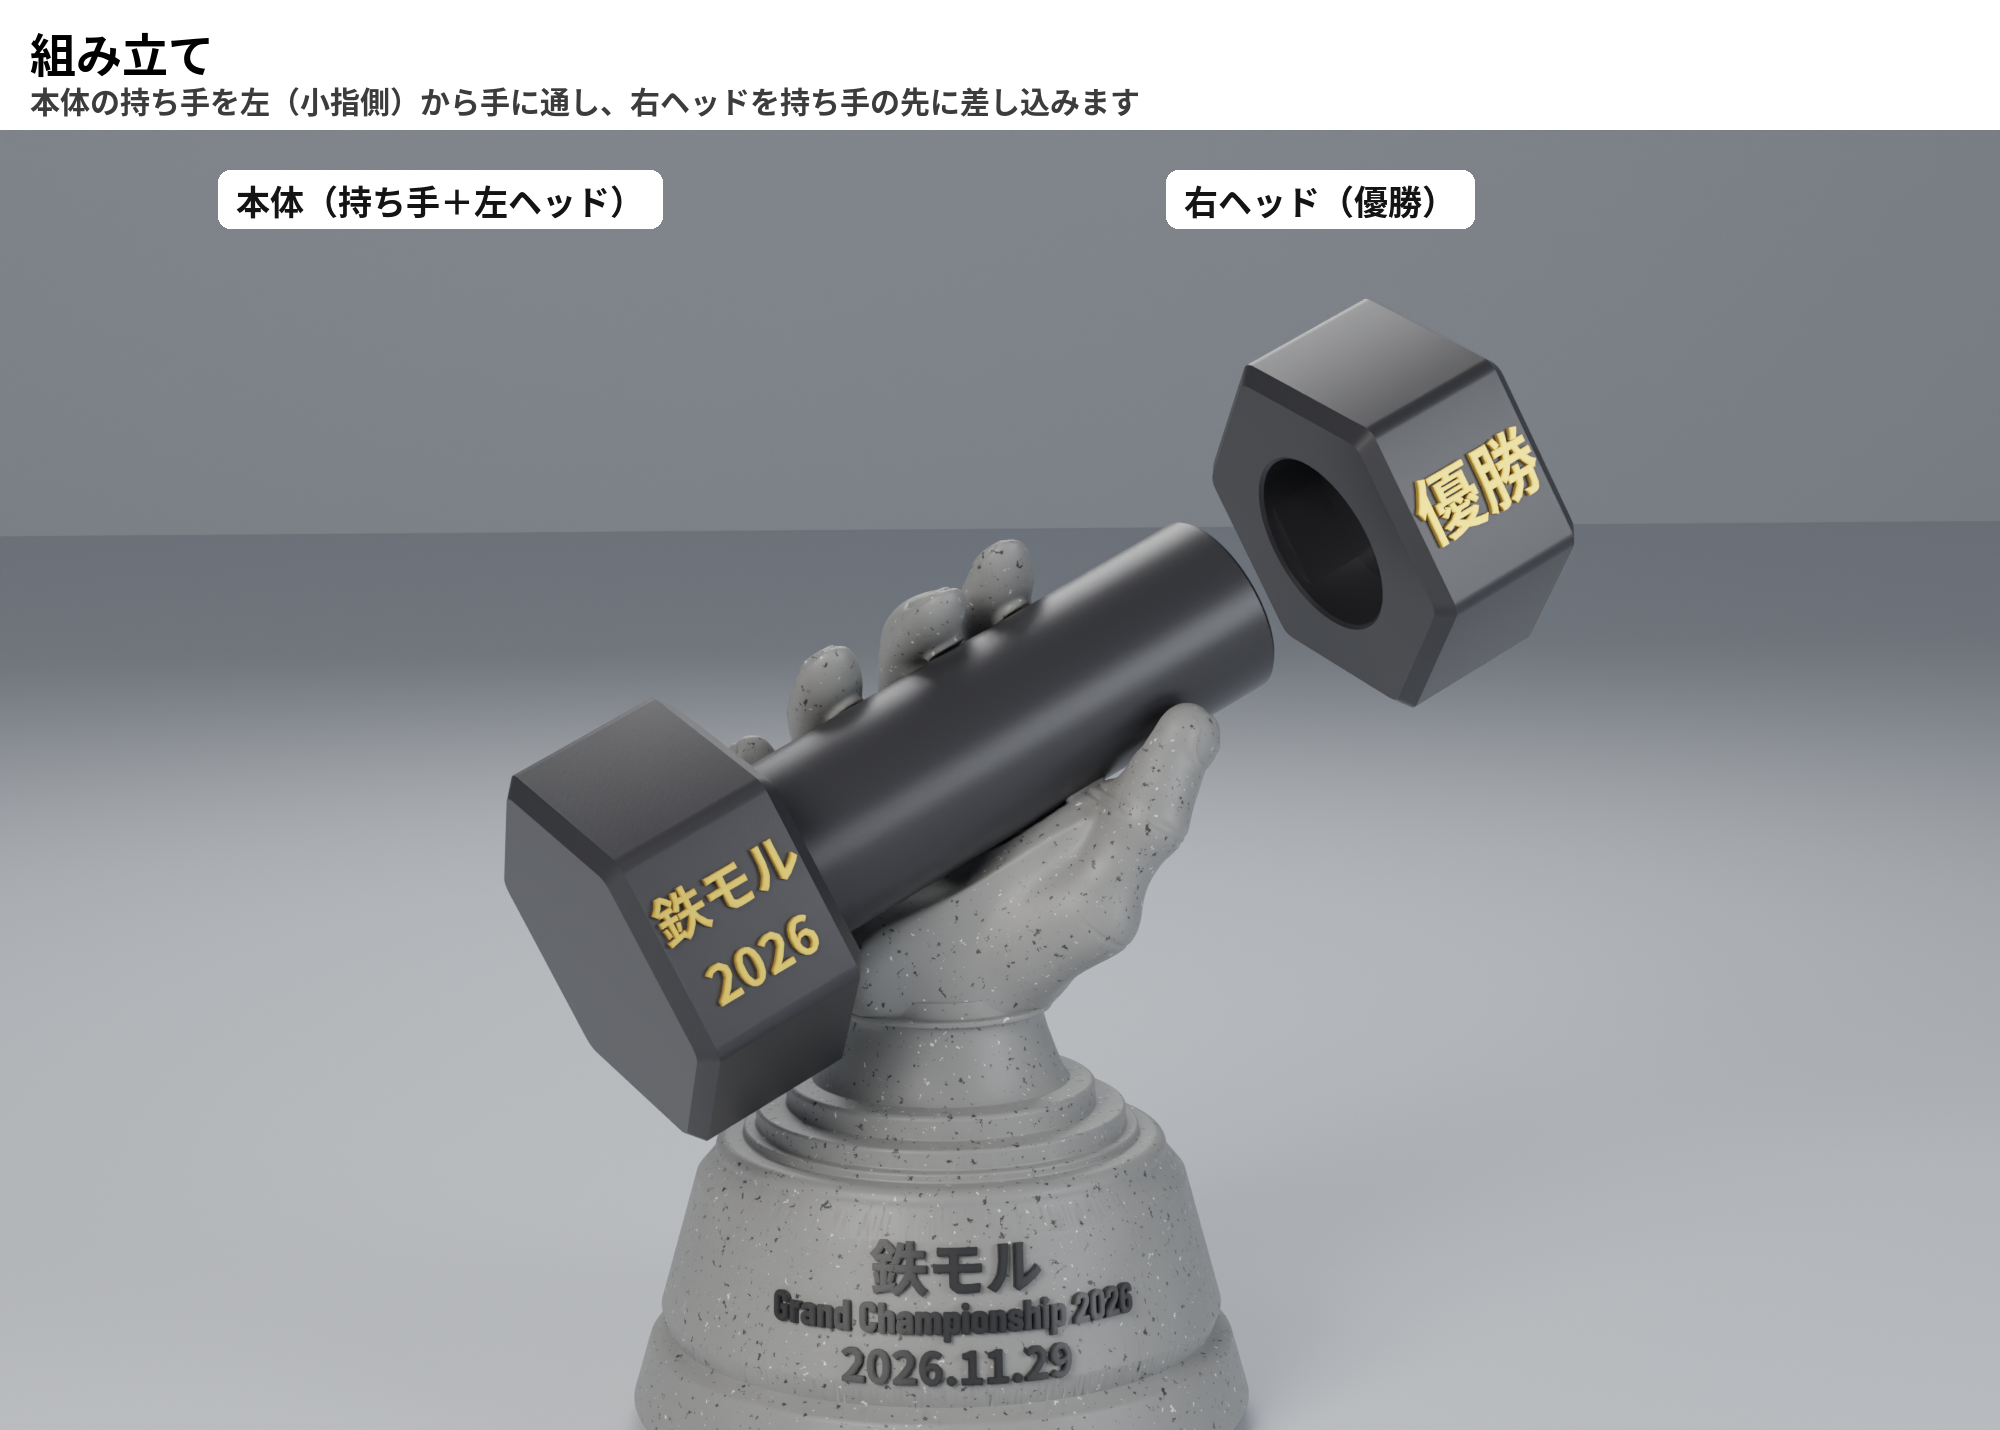 組み立て
本体の持ち手を左（小指側）から手に通し、右ヘッドを持ち手の先に差し込みます
本体（持ち手＋左ヘッド）
右ヘッド（優勝）
優勝
鉄モル
2026
鉄モル
Grand Championship 2026
2026.11.29